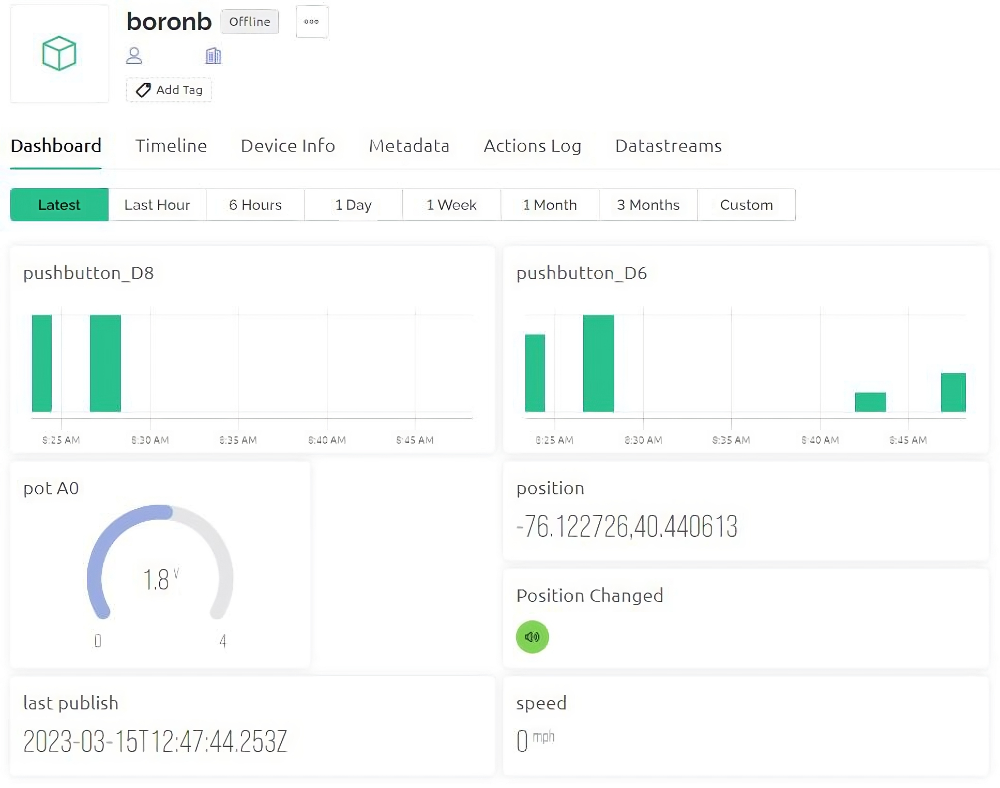 boronb Offline
Add Tag
Dashboard Timeline Device Info Metadata Actions Log Datastreams
Latest Last Hour 6 Hours 1 Day 1 Week 1 Month 3 Months Custom
pushbutton_D8
8:25 AM 8:30 AM 8:35 AM 8:40 AM 8:45 AM
pushbutton_D6
8:25 AM 8:30 AM 8:35 AM 8:40 AM 8:45 AM
pot A0
1.8 V
0 4
position
-76.122726,40.440613
Position Changed
last publish
2023-03-15T12:47:44.253Z
speed
0 mph